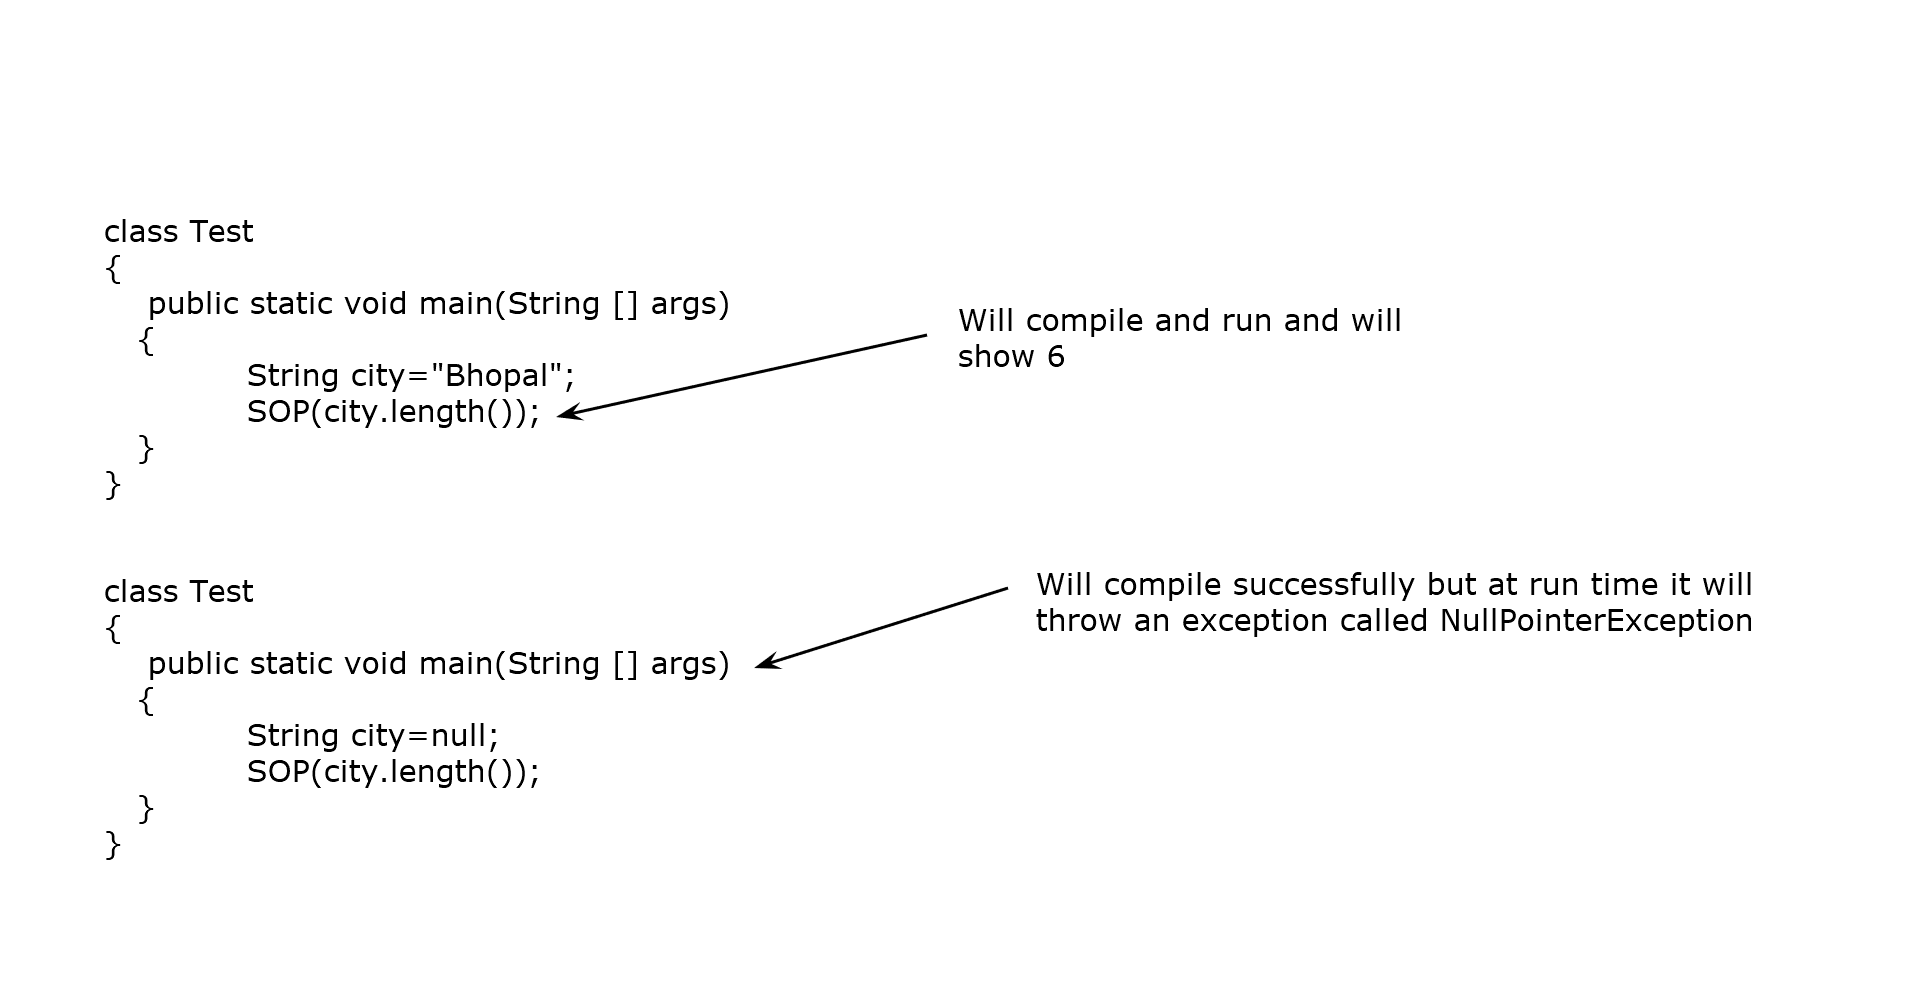 class Test
{
public static void main(String [] args)
{
String city="Bhopal";
SOP(city.length());
}
}
Will compile and run and will
show 6
class Test
{
public static void main(String [] args)
{
String city=null;
SOP(city.length());
}
}
Will compile successfully but at run time it will
throw an exception called NullPointerException